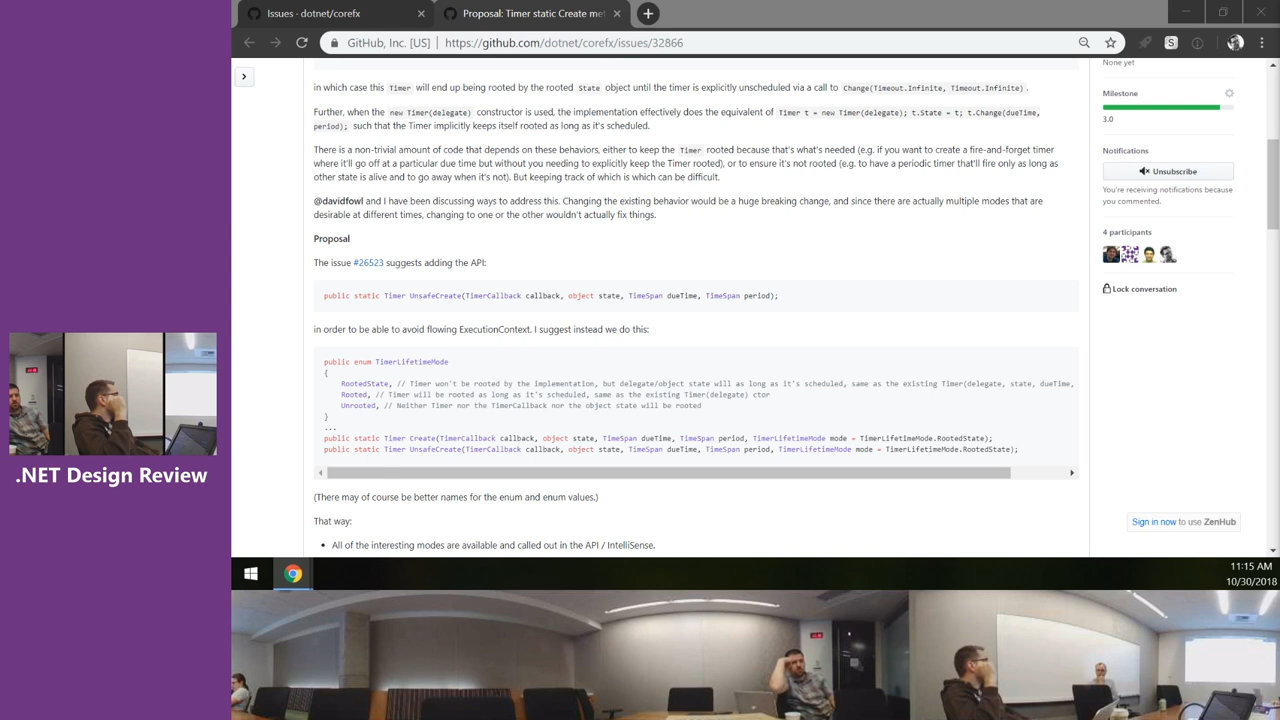 Issues · dotnet/corefx
Proposal: Timer static Create met
GitHub, Inc. [US] | https://github.com/dotnet/corefx/issues/32866
in which case this Timer will end up being rooted by the rooted State object until the timer is explicitly unscheduled via a call to Change(Timeout.Infinite, Timeout.Infinite).
Further, when the new Timer(delegate) constructor is used, the implementation effectively does the equivalent of Timer t = new Timer(delegate); t.State = t; t.Change(dueTime,
period); such that the Timer implicitly keeps itself rooted as long as it's scheduled.
There is a non-trivial amount of code that depends on these behaviors, either to keep the Timer rooted because that's what's needed (e.g. if you want to create a fire-and-forget timer
where it'll go off at a particular due time but without you needing to explicitly keep the Timer rooted), or to ensure it's not rooted (e.g. to have a periodic timer that'll fire only as long as
other state is alive and to go away when it's not). But keeping track of which is which can be difficult.
@davidfowl and I have been discussing ways to address this. Changing the existing behavior would be a huge breaking change, and since there are actually multiple modes that are
desirable at different times, changing to one or the other wouldn't actually fix things.
Proposal
The issue #26523 suggests adding the API:
public static Timer UnsafeCreate(TimerCallback callback, object state, TimeSpan dueTime, TimeSpan period);
in order to be able to avoid flowing ExecutionContext. I suggest instead we do this:
public enum TimerLifetimeMode
{
RootedState, // Timer won't be rooted by the implementation, but delegate/object state will as long as it's scheduled, same as the existing Timer(delegate, state, dueTime,
Rooted, // Timer will be rooted as long as it's scheduled, same as the existing Timer(delegate) ctor
Unrooted, // Neither Timer nor the TimerCallback nor the object state will be rooted
}
...
public static Timer Create(TimerCallback callback, object state, TimeSpan dueTime, TimeSpan period, TimerLifetimeMode mode = TimerLifetimeMode.RootedState);
public static Timer UnsafeCreate(TimerCallback callback, object state, TimeSpan dueTime, TimeSpan period, TimerLifetimeMode mode = TimerLifetimeMode.RootedState);
(There may of course be better names for the enum and enum values.)
That way:
• All of the interesting modes are available and called out in the API / IntelliSense.
None yet
Milestone
3.0
Notifications
Unsubscribe
You're receiving notifications because
you commented.
4 participants
Lock conversation
Sign in now to use ZenHub
11:15 AM
10/30/2018
.NET Design Review